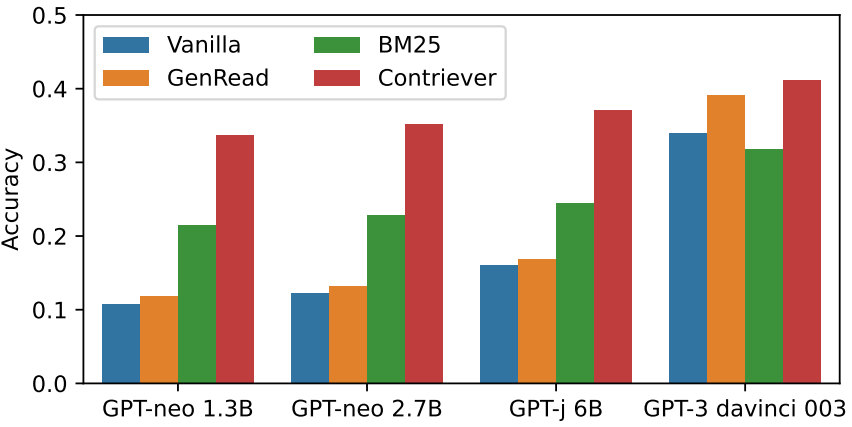 Accuracy
0.5
0.4
0.3
0.2
0.1
0.0
Vanilla
GenRead
BM25
Contriever
GPT-neo 1.3B
GPT-neo 2.7B
GPT-j 6B
GPT-3 davinci 003